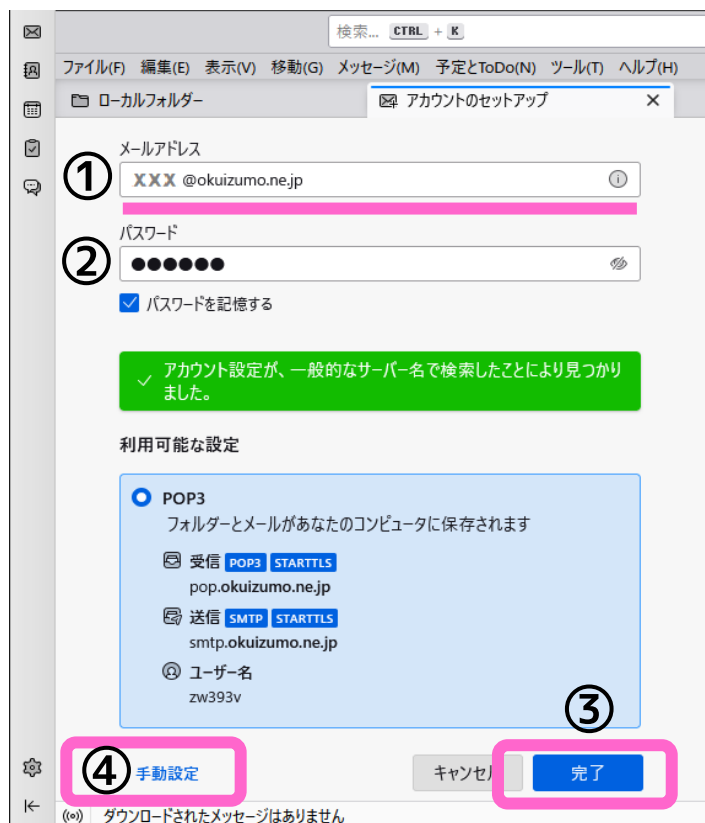 検索... CTRL + K
ファイル(F) 編集(E) 表示(V) 移動(G) メッセージ(M) 予定とToDo(N) ツール(T) ヘルプ(H)
ローカルフォルダー アカウントのセットアップ ×
メールアドレス
① XXX @okuizumo.ne.jp
パスワード
② ●●●●●●
パスワードを記憶する
アカウント設定が、一般的なサーバー名で検索したことにより見つかり
ました。
利用可能な設定
POP3
フォルダーとメールがあなたのコンピュータに保存されます
受信 POP3 STARTTLS
pop.okuizumo.ne.jp
送信 SMTP STARTTLS
smtp.okuizumo.ne.jp
ユーザー名
zw393v
③
④ 手動設定 キャンセル 完了
ダウンロードされたメッセージはありません